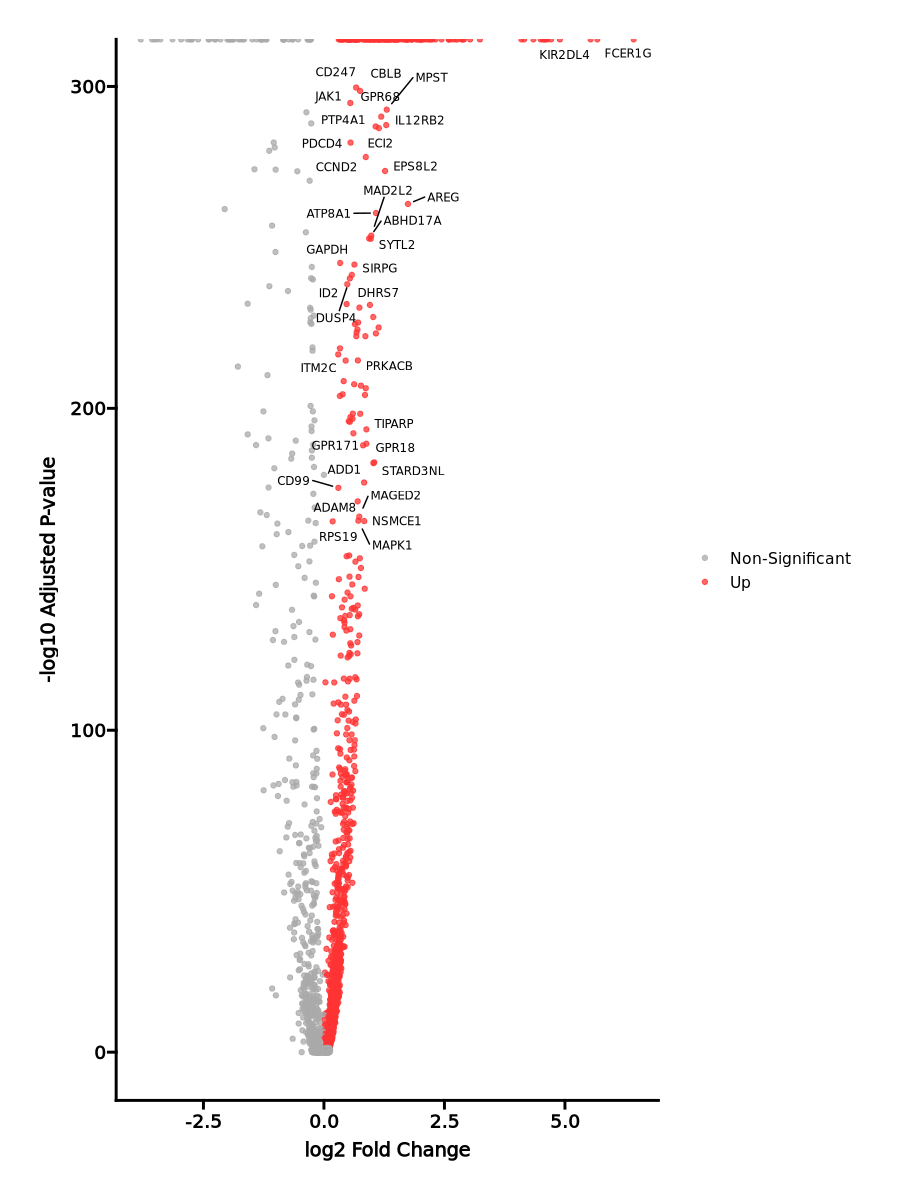 KIR2DL4 FCER1G
300
CD247 CBLB MPST
JAK1 GPR68
PTP4A1 IL12RB2
PDCD4 ECI2
CCND2 EPS8L2
MAD2L2
AREG
ATP8A1 ABHD17A
GAPDH SYTL2
SIRPG
ID2 DHRS7
DUSP4
ITM2C PRKACB
200
TIPARP
GPR171 GPR18
ADD1 STARD3NL
CD99
MAGED2
ADAM8
NSMCE1
RPS19
MAPK1
Non-Significant
Up
-log10 Adjusted P-value
100
0
-2.5 0.0 2.5 5.0
log2 Fold Change